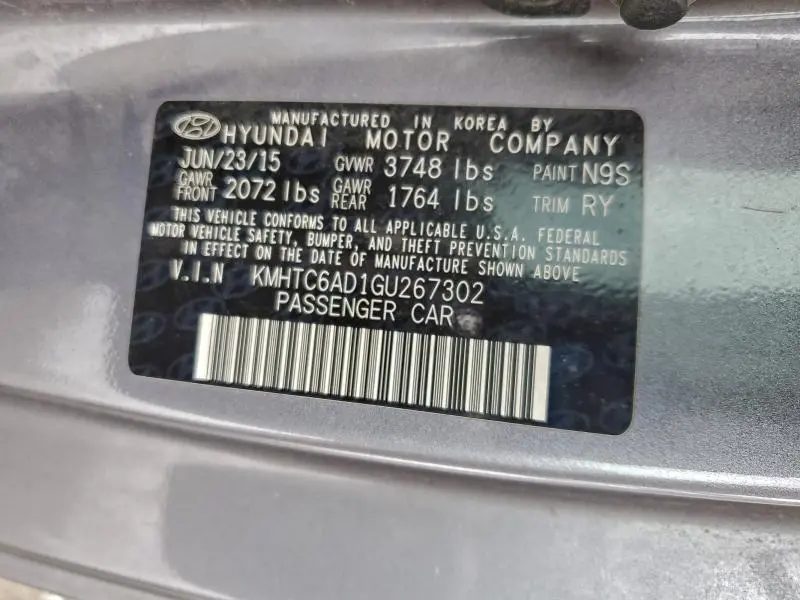 MANUFACTURED IN KOREA BY
HYUNDAI MOTOR COMPANY
JUN/23/15 GVWR 3748 lbs PAINT N9S
GAWR FRONT 2072 lbs GAWR REAR 1764 lbs TRIM RY
THIS VEHICLE CONFORMS TO ALL APPLICABLE U.S.A. FEDERAL
MOTOR VEHICLE SAFETY, BUMPER, AND THEFT PREVENTION STANDARDS
IN EFFECT ON THE DATE OF MANUFACTURE SHOWN ABOVE
V.I.N KMHTC6AD1GU267302
PASSENGER CAR